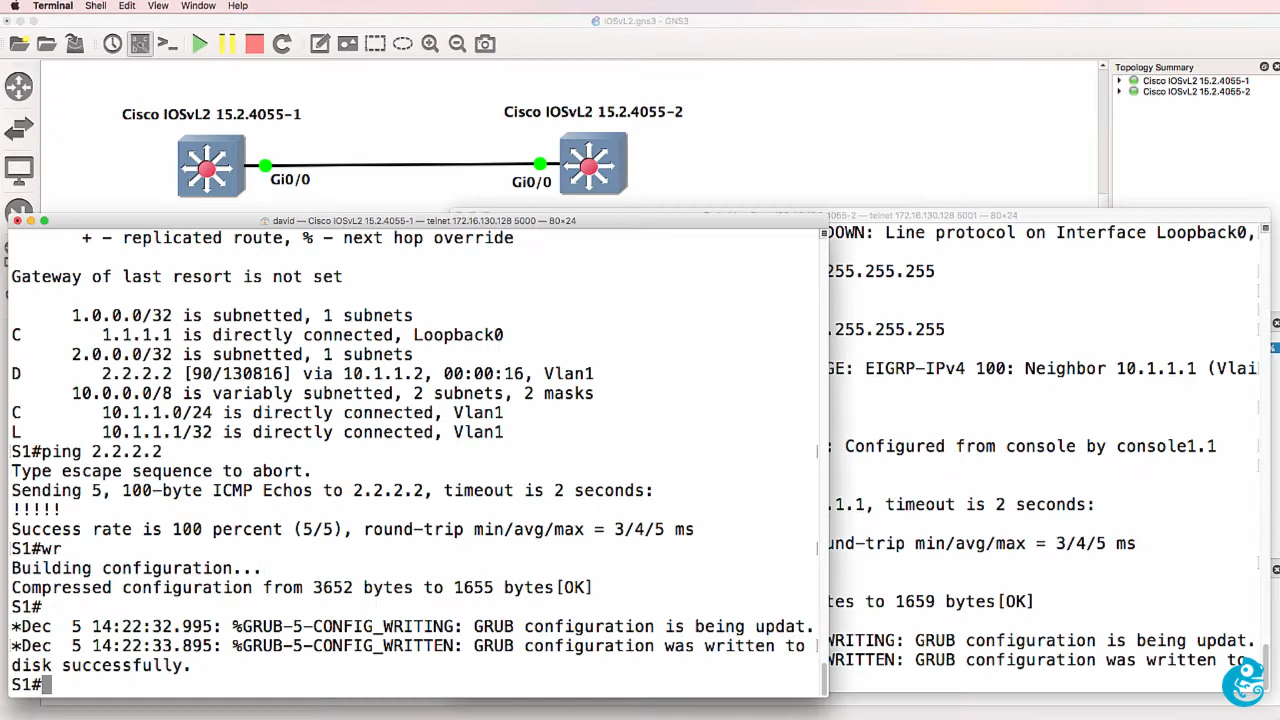 Terminal Shell Edit View Window Help
IOSvL2.gns3 - GNS3
Topology Summary
Cisco IOSvL2 15.2.4055-1
Cisco IOSvL2 15.2.4055-2
Cisco IOSvL2 15.2.4055-1
Cisco IOSvL2 15.2.4055-2
Gi0/0
Gi0/0
david — Cisco IOSvL2 15.2.4055-1 — telnet 172.16.130.128 5000 — 80×24
+ - replicated route, % - next hop override
Gateway of last resort is not set
1.0.0.0/32 is subnetted, 1 subnets
C 1.1.1.1 is directly connected, Loopback0
2.0.0.0/32 is subnetted, 1 subnets
D 2.2.2.2 [90/130816] via 10.1.1.2, 00:00:16, Vlan1
10.0.0.0/8 is variably subnetted, 2 subnets, 2 masks
C 10.1.1.0/24 is directly connected, Vlan1
L 10.1.1.1/32 is directly connected, Vlan1
S1#ping 2.2.2.2
Type escape sequence to abort.
Sending 5, 100-byte ICMP Echos to 2.2.2.2, timeout is 2 seconds:
!!!!!
Success rate is 100 percent (5/5), round-trip min/avg/max = 3/4/5 ms
S1#wr
Building configuration...
Compressed configuration from 3652 bytes to 1655 bytes[OK]
S1#
*Dec 5 14:22:32.995: %GRUB-5-CONFIG_WRITING: GRUB configuration is being updat.
*Dec 5 14:22:33.895: %GRUB-5-CONFIG_WRITTEN: GRUB configuration was written to
disk successfully.
S1#
4055-2 — telnet 172.16.130.128 5001 — 80×24
DOWN: Line protocol on Interface Loopback0,
255.255.255
.255.255.255
GE: EIGRP-IPv4 100: Neighbor 10.1.1.1 (Vla
: Configured from console by console1.1
.1.1, timeout is 2 seconds:
und-trip min/avg/max = 3/4/5 ms
tes to 1659 bytes[OK]
WRITING: GRUB configuration is being updat.
WRITTEN: GRUB configuration was written to